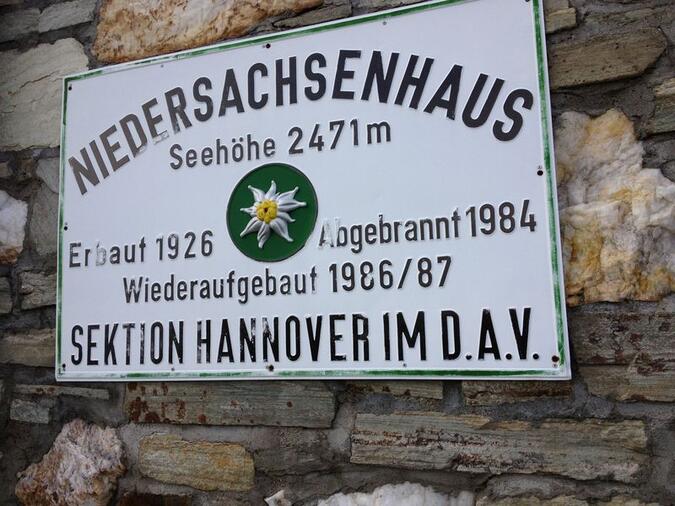 NIEDERSACHSENHAUS
Seehöhe 2471m
Erbaut 1926 Abgebrannt 1984
Wiederaufgebaut 1986/87
SEKTION HANNOVER IM D.A.V.